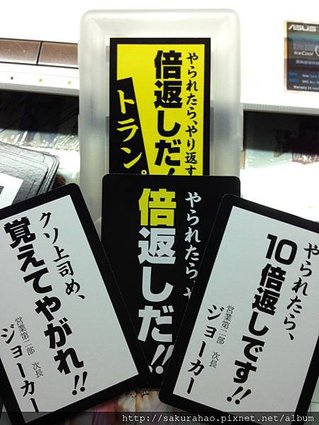 やられたら、やり返す
倍返しだ
トラン
やられたら、や
倍返しだ!!
クソ上司め、
覚えてやがれ!!
営業第二部 次長
ジョーカー
やられたら、
10倍返しです!!
営業第二部 次長
ジョーカー
ASUS
http://sakurahao.pixnet.net/album